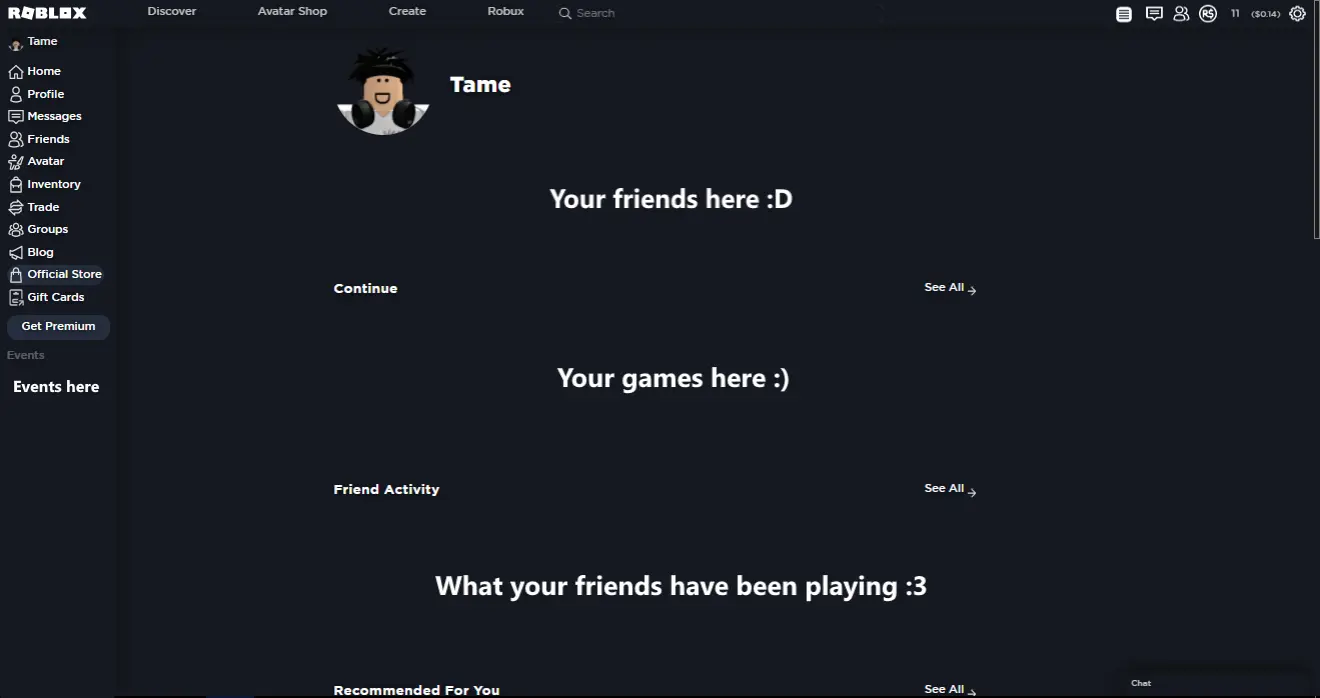 ROBLOX
Discover
Avatar Shop
Create
Robux
Search
11
($0.14)
Tame
Home
Profile
Messages
Friends
Avatar
Inventory
Trade
Groups
Blog
Official Store
Gift Cards
Get Premium
Events
Events here
Tame
Your friends here :D
Continue
See All
Your games here :)
Friend Activity
See All
What your friends have been playing :3
Recommended For You
See All
Chat